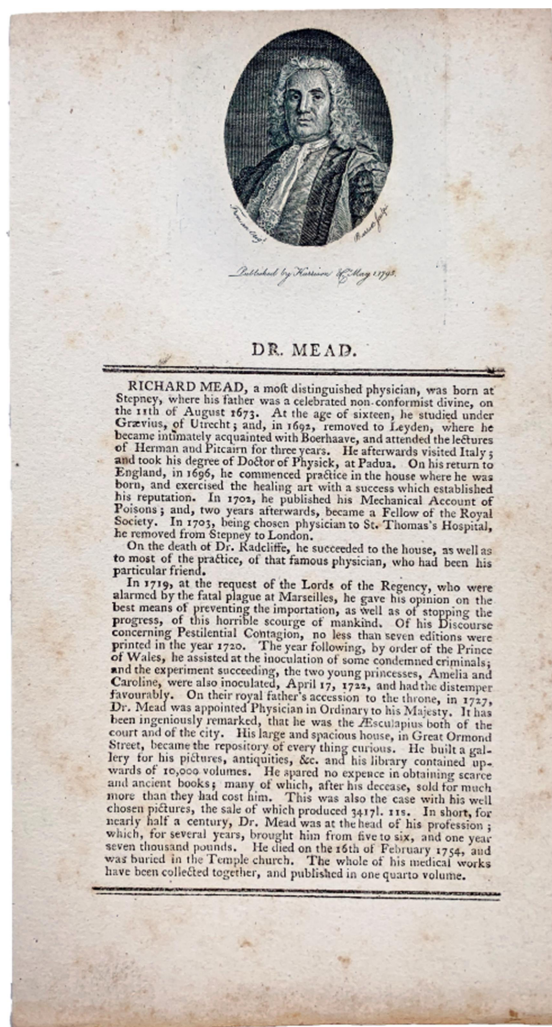 Published by Harrison & Cº May 1, 1795.
DR. MEAD.
RICHARD MEAD, a moſt diſtinguiſhed phyſician, was born at
Stepney, where his father was a celebrated non-conformiſt divine, on
the 11th of Auguſt 1673. At the age of ſixteen, he ſtudied under
Grævius, of Utrecht; and, in 1692, removed to Leyden, where he
became intimately acquainted with Boerhaave, and attended the lectures
of Herman and Pitcairn for three years. He afterwards viſited Italy;
and took his degree of Doctor of Phyſick, at Padua. On his return to
England, in 1696, he commenced practice in the houſe where he was
born, and exerciſed the healing art with a ſucceſs which eſtabliſhed
his reputation. In 1702, he publiſhed his Mechanical Account of
Poiſons; and, two years afterwards, became a Fellow of the Royal
Society. In 1703, being choſen phyſician to St. Thomas's Hoſpital,
he removed from Stepney to London.
On the death of Dr. Radcliffe, he ſucceeded to the houſe, as well as
to moſt of the practice, of that famous phyſician, who had been his
particular friend.
In 1719, at the requeſt of the Lords of the Regency, who were
alarmed by the fatal plague at Marſeilles, he gave his opinion on the
beſt means of preventing the importation, as well as of ſtopping the
progreſs, of this horrible ſcourge of mankind. Of his Diſcourſe
concerning Peſtilential Contagion, no leſs than ſeven editions were
printed in the year 1720. The year following, by order of the Prince
of Wales, he aſſiſted at the inoculation of ſome condemned criminals;
and the experiment ſucceeding, the two young princeſſes, Amelia and
Caroline, were alſo inoculated, April 17, 1722, and had the diſtemper
favourably. On their royal father's acceſſion to the throne, in 1727,
Dr. Mead was appointed Phyſician in Ordinary to his Majeſty. It has
been ingeniouſly remarked, that he was the Æſculapius both of the
court and of the city. His large and ſpacious houſe, in Great Ormond
Street, became the repoſitory of every thing curious. He built a gal-
lery for his pictures, antiquities, &c. and his library contained up-
wards of 10,000 volumes. He ſpared no expence in obtaining ſcarce
and ancient books; many of which, after his deceaſe, ſold for much
more than they had coſt him. This was alſo the caſe with his well
choſen pictures, the ſale of which produced 3417l. 11s. In ſhort, for
nearly half a century, Dr. Mead was at the head of his profeſſion;
which, for ſeveral years, brought him from five to ſix, and one year
ſeven thouſand pounds. He died on the 16th of February 1754, and
was buried in the Temple church. The whole of his medical works
have been collected together, and publiſhed in one quarto volume.